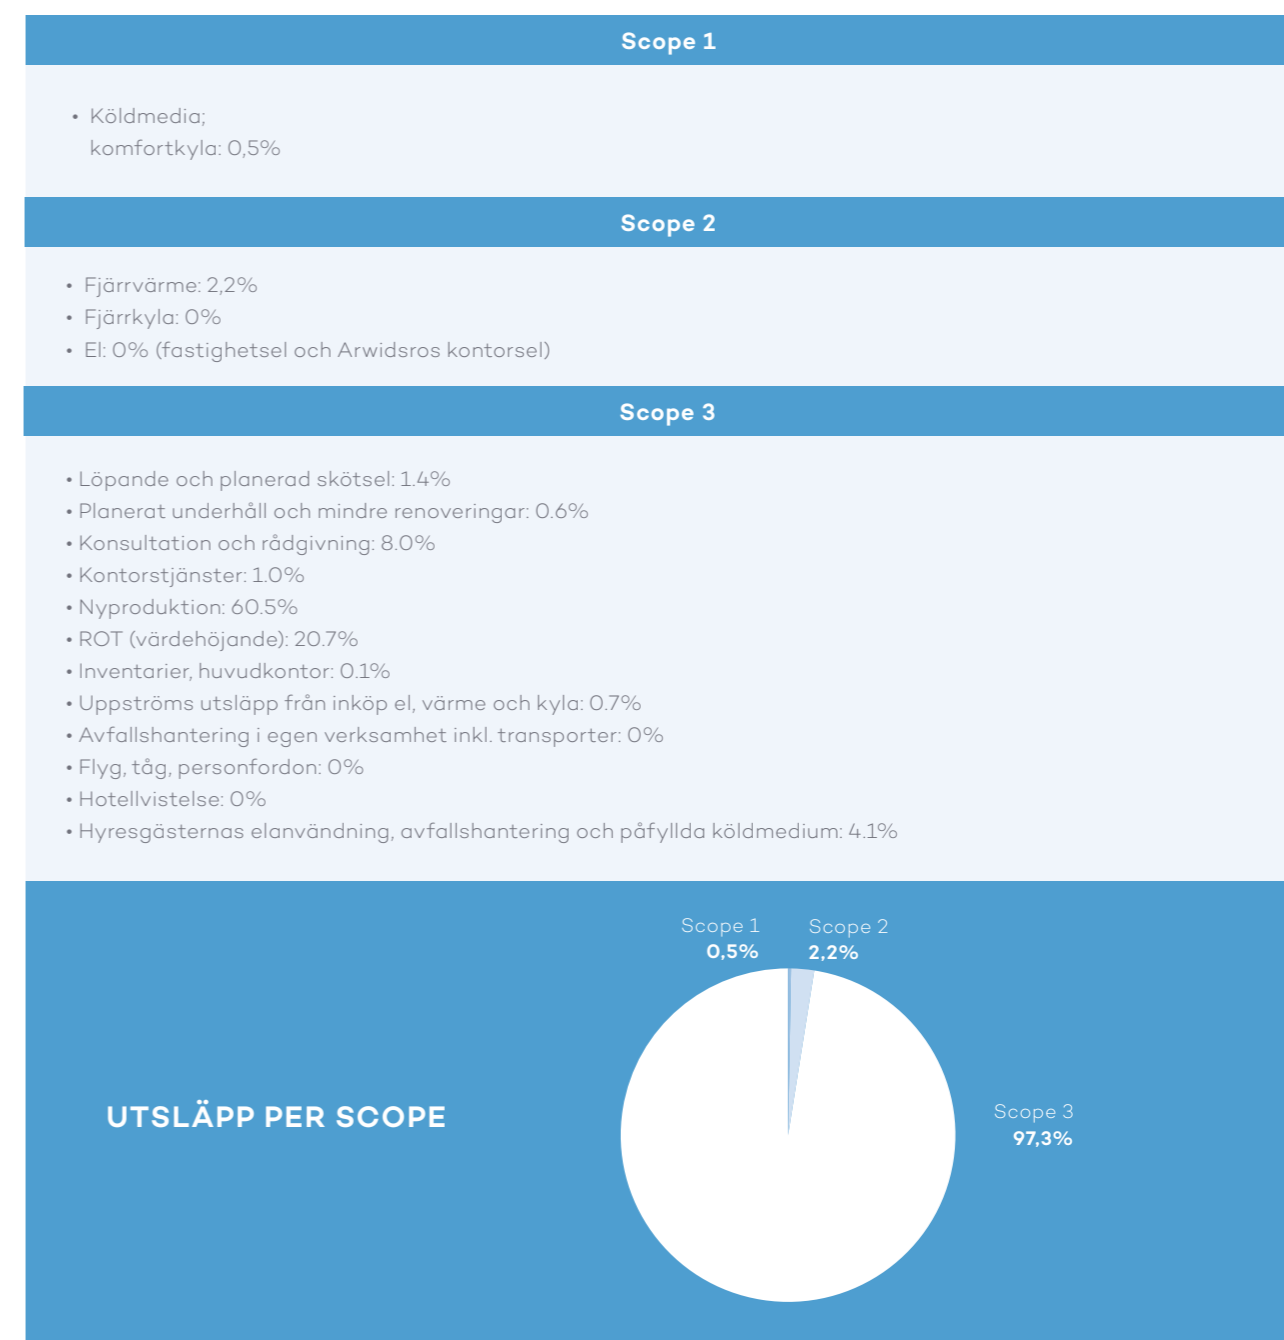 Scope 1
• Köldmedia;
komfortkyla: 0,5%
Scope 2
• Fjärrvärme: 2,2%
• Fjärrkyla: 0%
• El: 0% (fastighetsel och Arwidsros kontorsel)
Scope 3
• Löpande och planerad skötsel: 1.4%
• Planerat underhåll och mindre renoveringar: 0.6%
• Konsultation och rådgivning: 8.0%
• Kontorstjänster: 1.0%
• Nyproduktion: 60.5%
• ROT (värdehöjande): 20.7%
• Inventarier, huvudkontor: 0.1%
• Uppströms utsläpp från inköp el, värme och kyla: 0.7%
• Avfallshantering i egen verksamhet inkl. transporter: 0%
• Flyg, tåg, personfordon: 0%
• Hotellvistelse: 0%
• Hyresgästernas elanvändning, avfallshantering och påfyllda köldmedium: 4.1%
Scope 1
0,5%
Scope 2
2,2%
UTSLÄPP PER SCOPE
Scope 3
97,3%